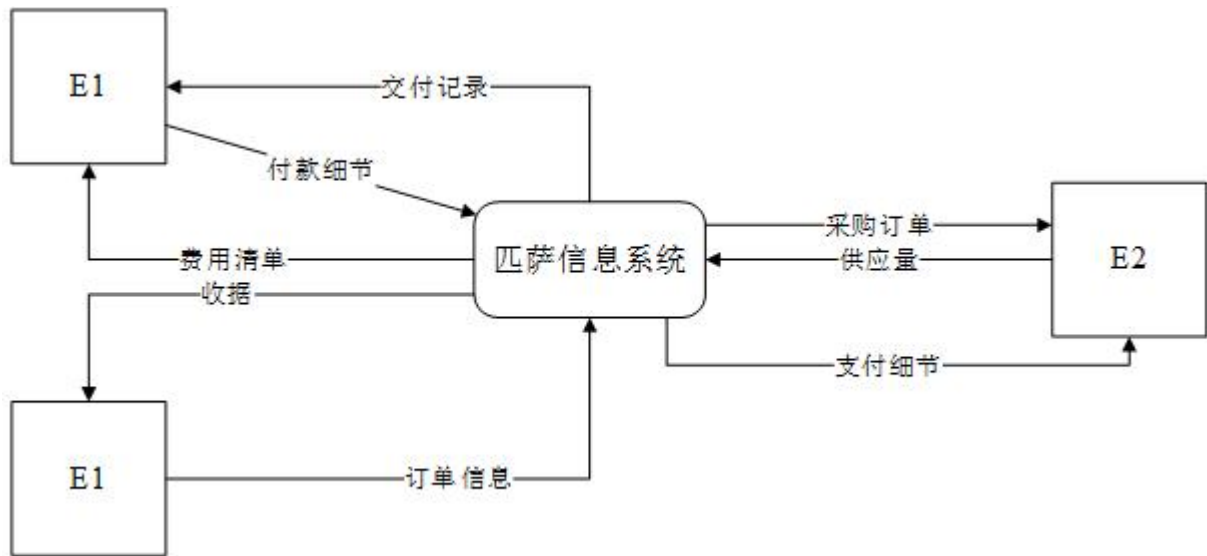 E1
交付记录
付款细节
采购订单
费用清单
匹萨信息系统
供应量
E2
收据
支付细节
E1
订单信息